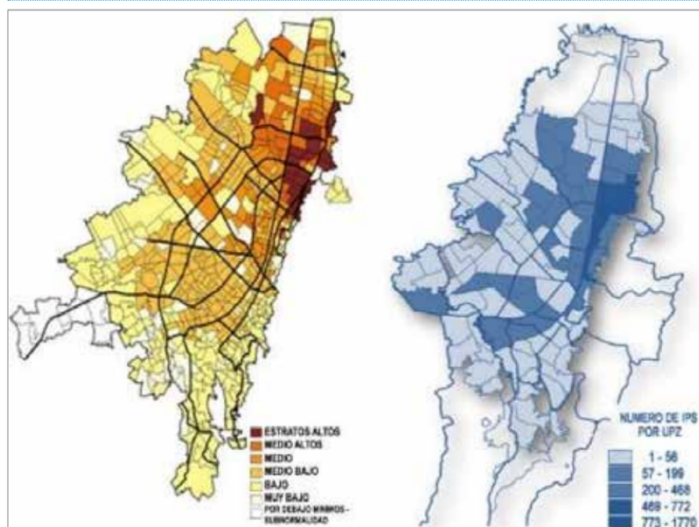 ESTRATOS ALTOS
MEDIO ALTOS
MEDIO
MEDIO BAJO
BAJO
MUY BAJO
POR DEBAJO MINIMOS -
SUBNORMALIDAD
NUMERO DE IPS
POR UPZ
1 - 56
57 - 199
200 - 468
469 - 772
773 -